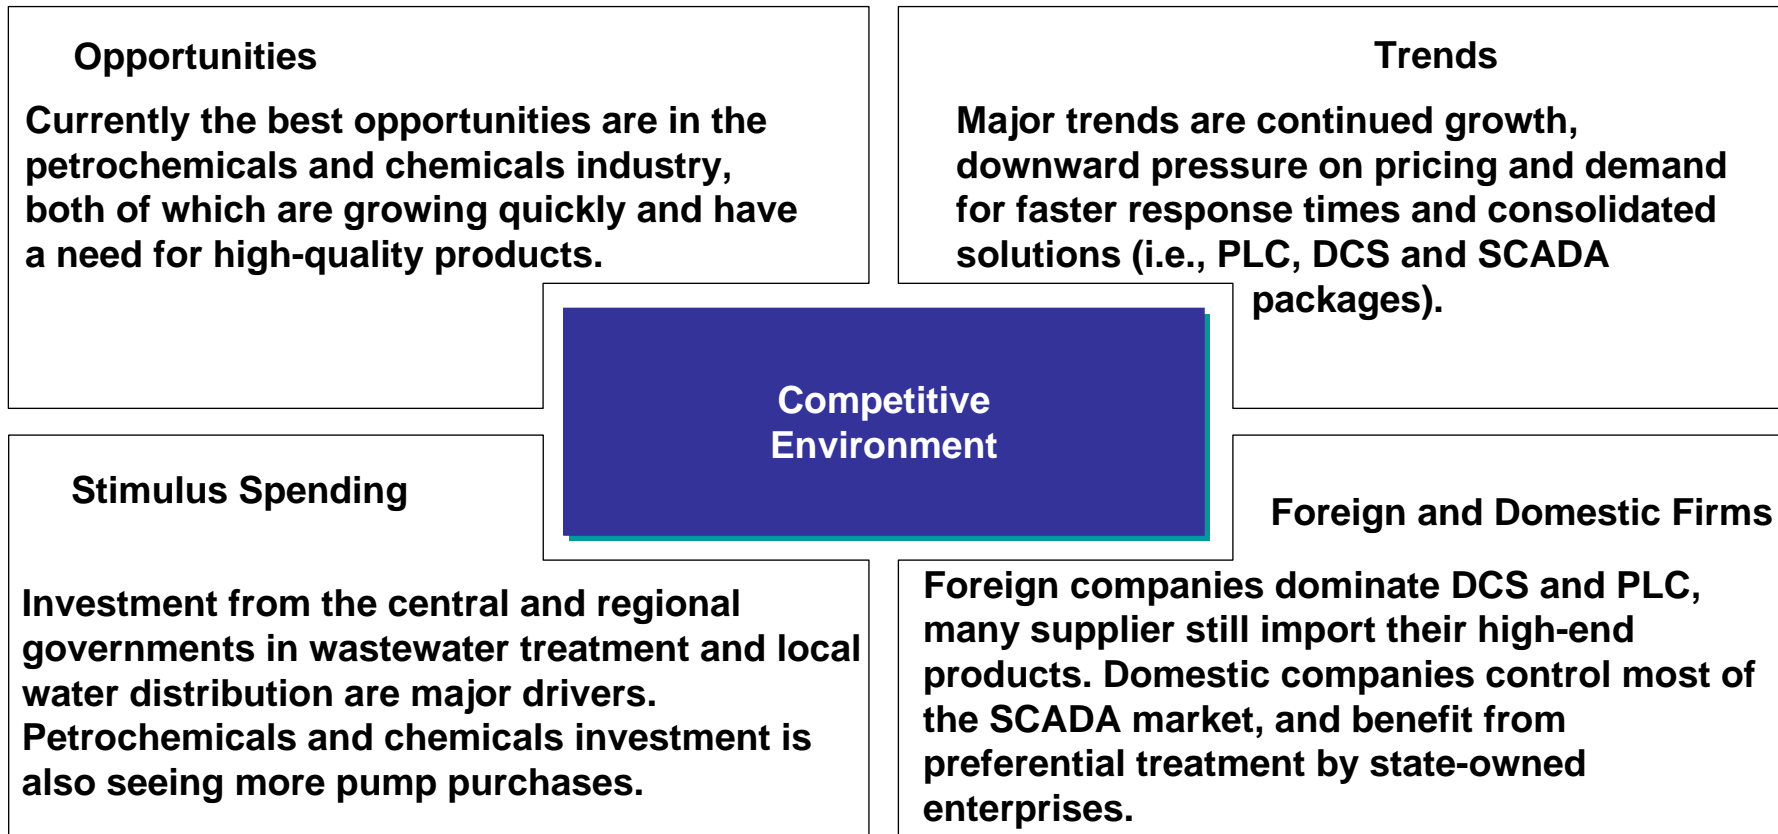 Opportunities
Currently the best opportunities are in the
petrochemicals and chemicals industry,
both of which are growing quickly and have
a need for high-quality products.
Trends
Major trends are continued growth,
downward pressure on pricing and demand
for faster response times and consolidated
solutions (i.e., PLC, DCS and SCADA
packages).
Competitive
Environment
Stimulus Spending
Investment from the central and regional
governments in wastewater treatment and local
water distribution are major drivers.
Petrochemicals and chemicals investment is
also seeing more pump purchases.
Foreign and Domestic Firms
Foreign companies dominate DCS and PLC,
many supplier still import their high-end
products. Domestic companies control most of
the SCADA market, and benefit from
preferential treatment by state-owned
enterprises.